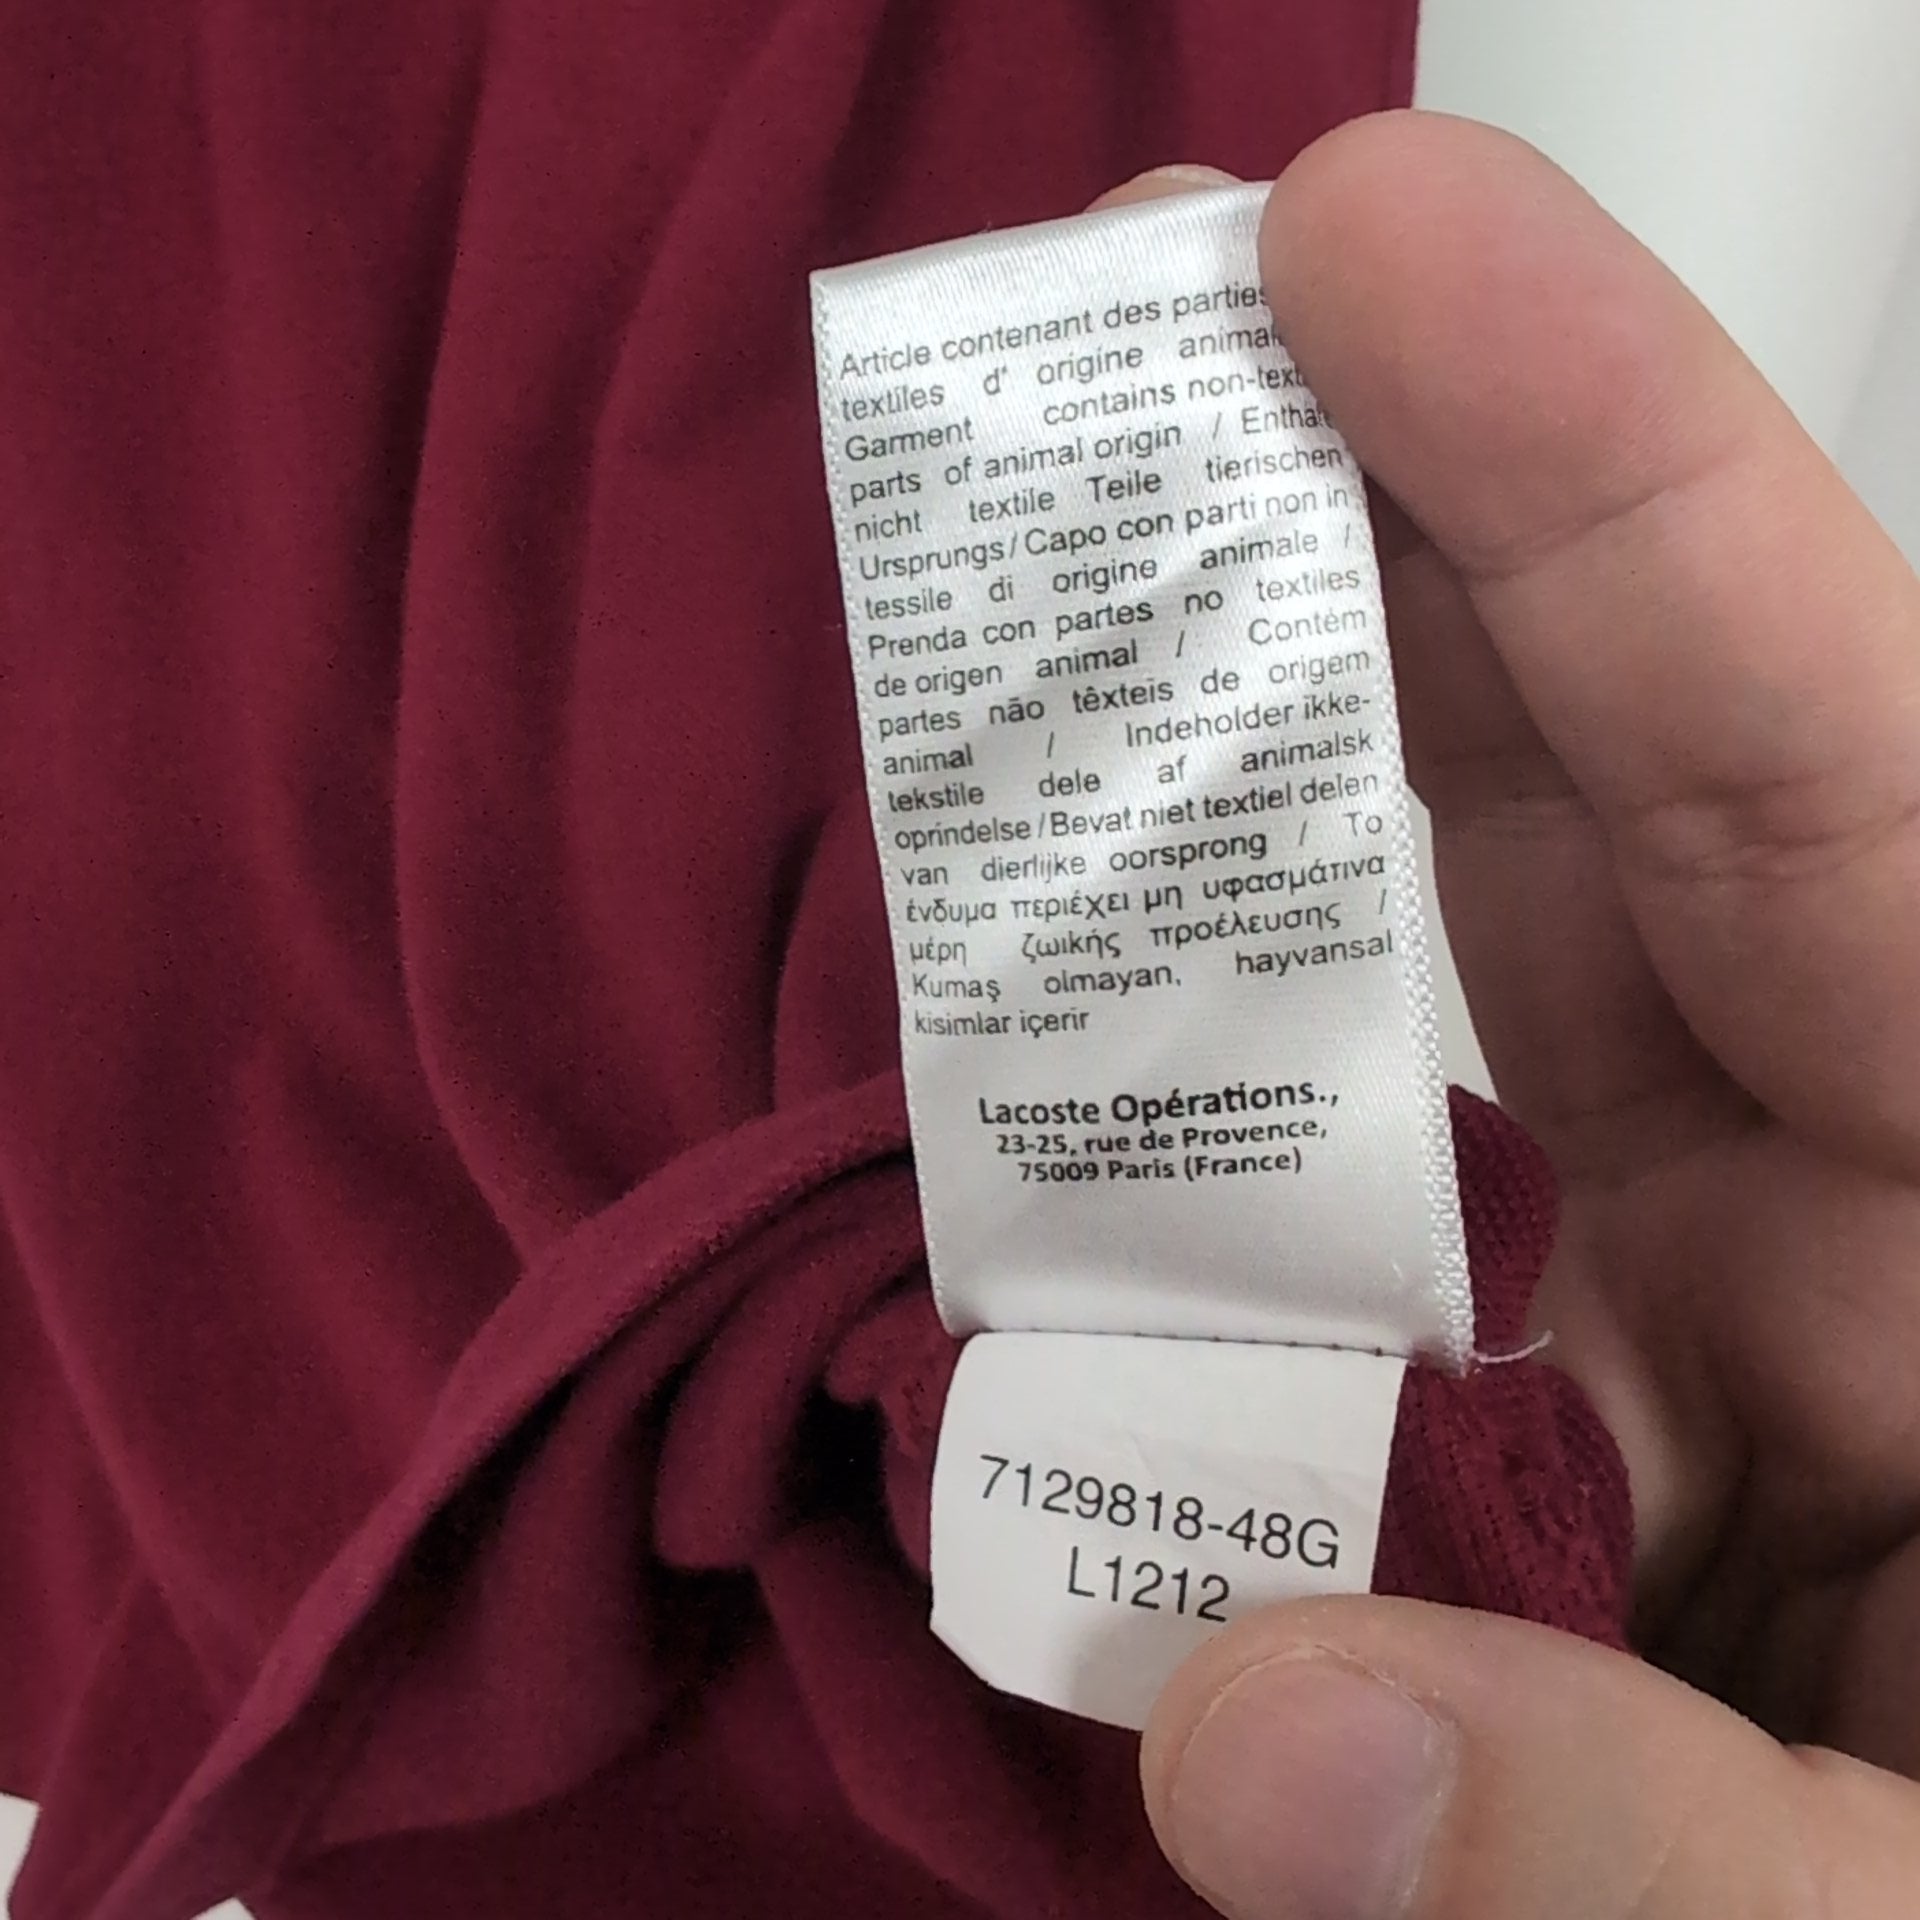 Article contenant des parties
textiles d' origine
Garment contains
parts of animal origin /
nicht textile Teile tierischen
Ursprungs / Capo con parti non in
tessile di origine animale /
Prenda con partes no textiles
de origen animal / Contém
partes não têxteis de origem
animal / Indeholder ikke-
tekstile dele af animalsk
oprindelse / Bevat niet textiel delen
van dierlijke oorsprong / Το
ένδυμα περιέχει μη υφασμάτινα
μέρη ζωικής προέλευσης /
Kumaş olmayan, hayvansal
kisimlar içerir
Lacoste Opérations.,
23-25, rue de Provence,
75009 Paris (France)
7129818-48G
L1212